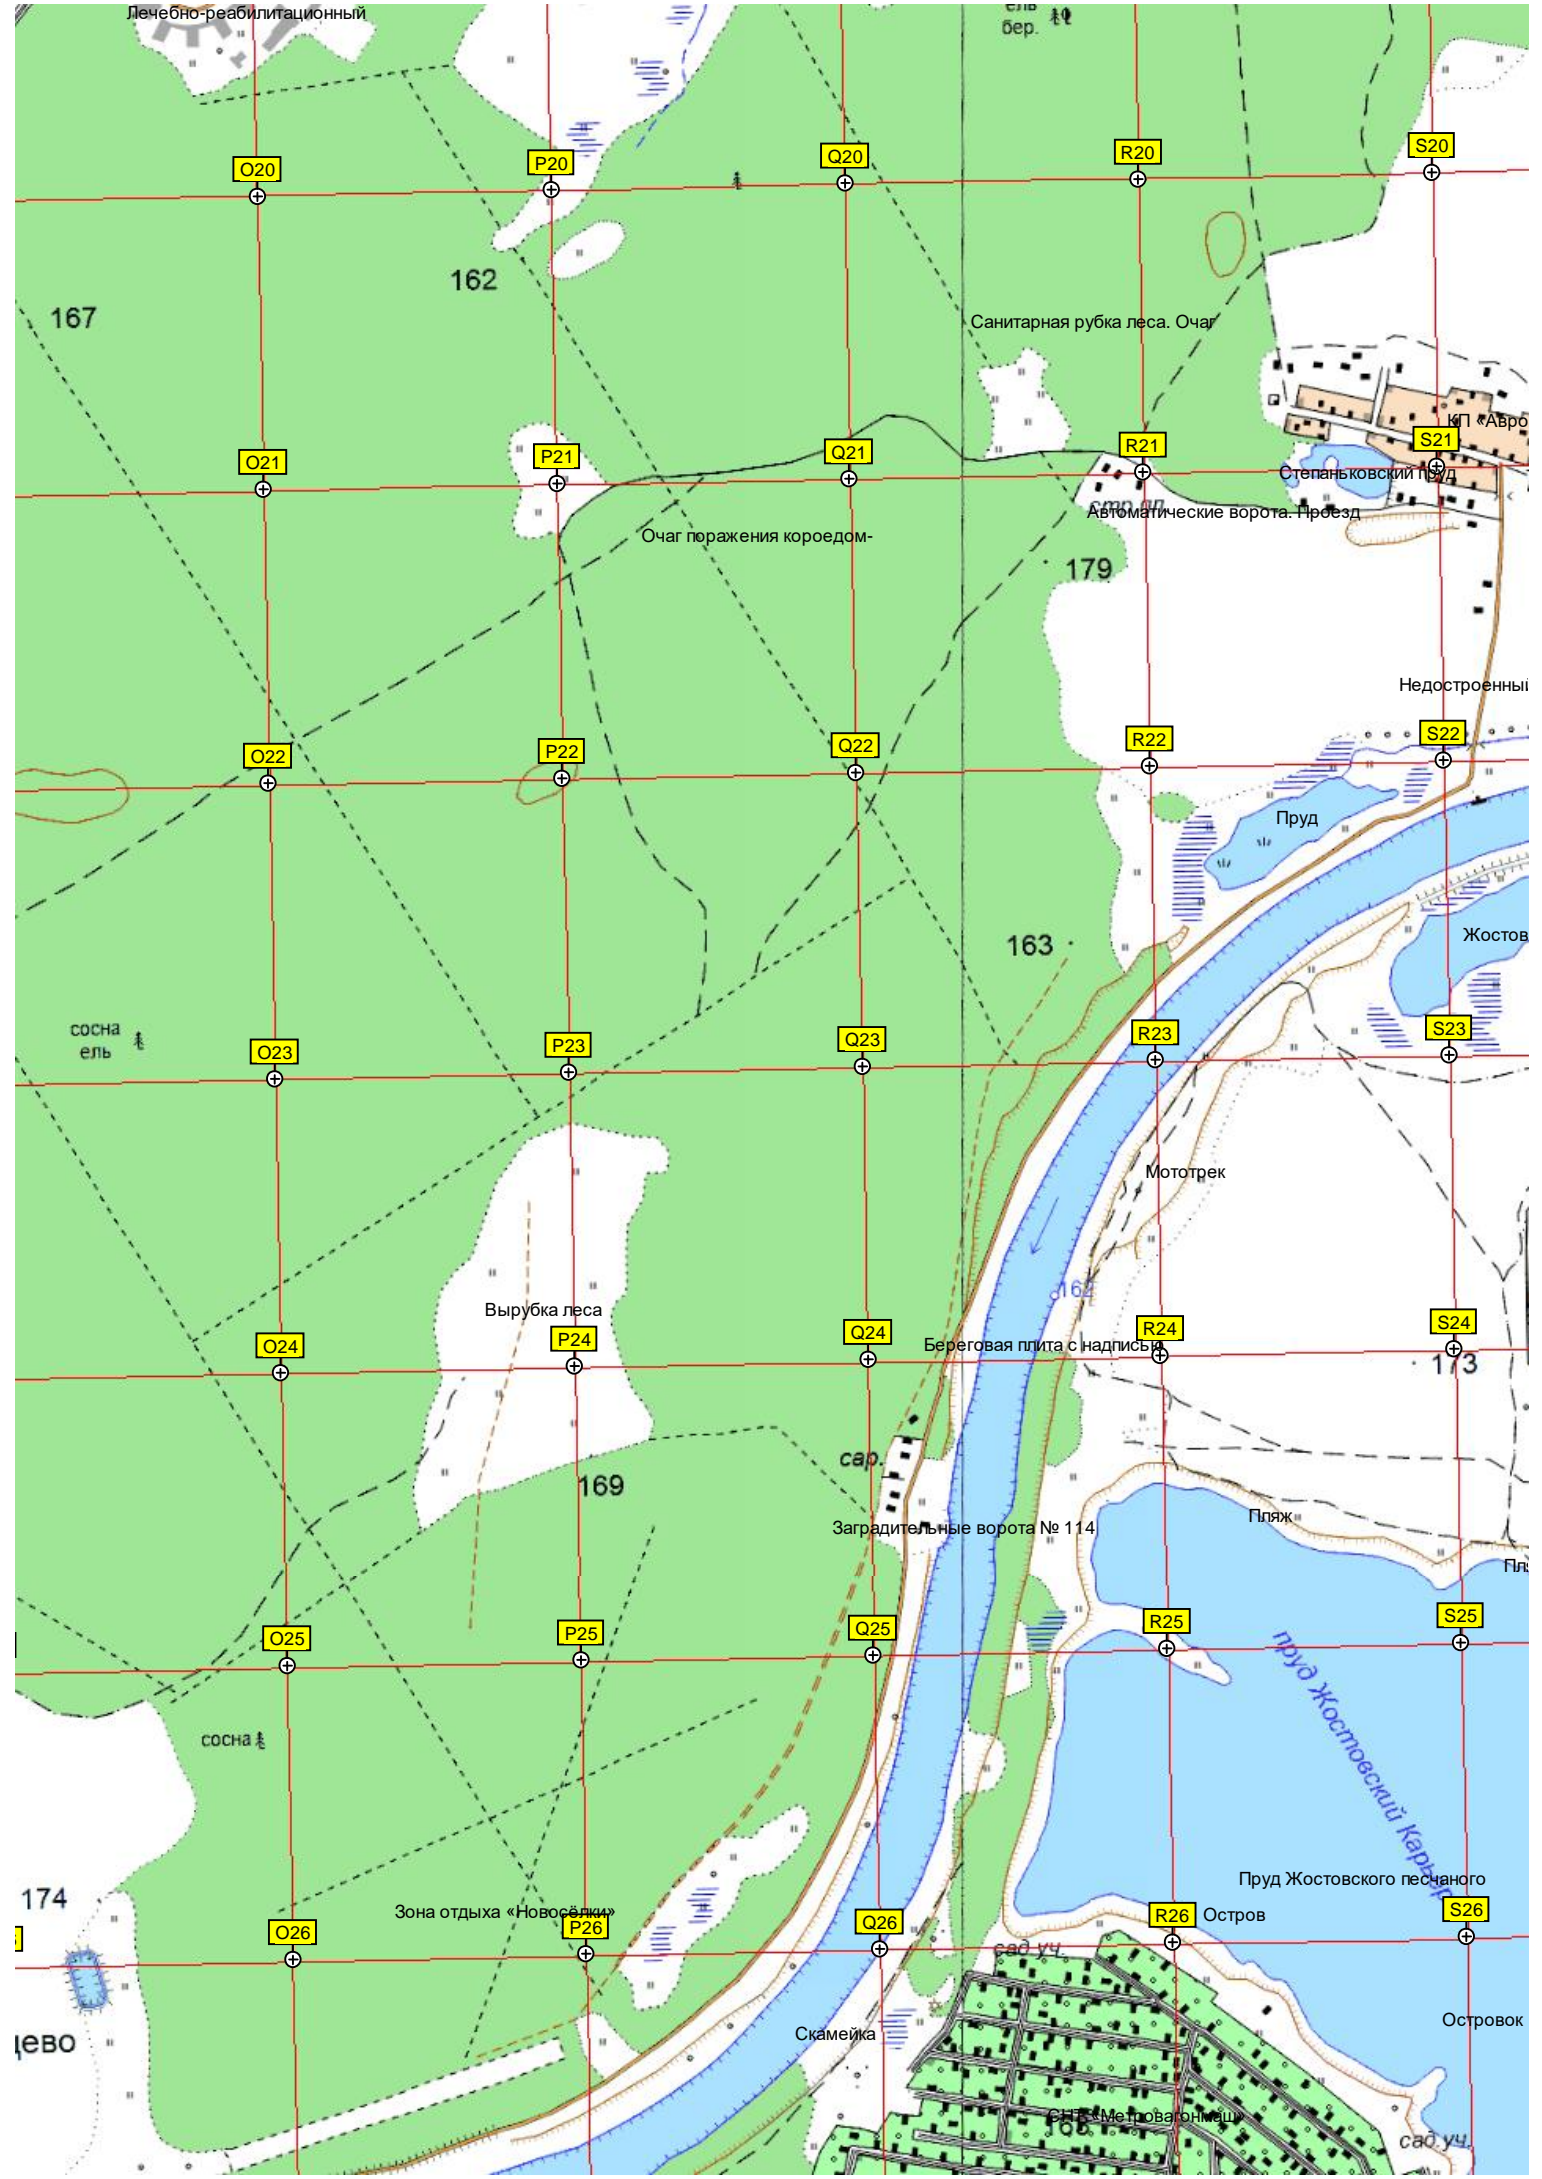 Лечебно-реабилитационный
ель
бер.
O20
P20
Q20
R20
S20
162
167
Санитарная рубка леса. Очаг
КП «Авро
O21
P21
Q21
R21
S21
Степаньковский пруд
стр.пл.
Автоматические ворота. Проезд
Очаг поражения короедом-
179
Недостроенный
O22
P22
Q22
R22
S22
Пруд
163
Жостов
сосна
ель
O23
P23
Q23
R23
S23
Мототрек
162
Вырубка леса
O24
P24
Q24
R24
S24
Береговая плита с надписью
173
сар.
169
Пляж
Заградительные ворота № 114
Пля
O25
P25
Q25
R25
S25
пруд Жостовский Карьер
сосна
174
Пруд Жостовского песчаного
Зона отдыха «Новосёлки»
O26
P26
Q26
R26
S26
Остров
сад.уч.
Островок
Скамейка
цево
СНТ «Метровагонмаш»
сад.уч.